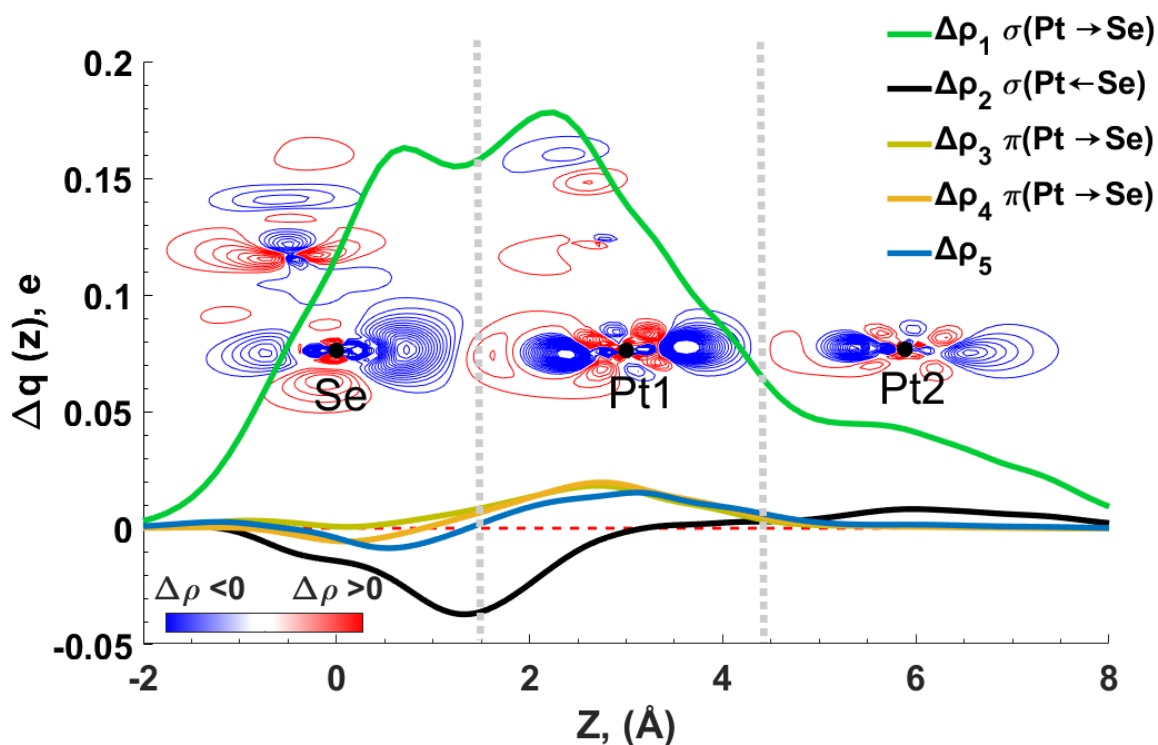 Δρ₁ σ(Pt →Se)
Δρ₂ σ(Pt←Se)
Δρ₃ π(Pt →Se)
Δρ₄ π(Pt →Se)
Δρ₅
0.2
0.15
0.1
0.05
0
-0.05
Δq (z), e
Se
Pt1
Pt2
Δρ <0
Δρ >0
-2
0
2
4
6
8
Z, (Å)